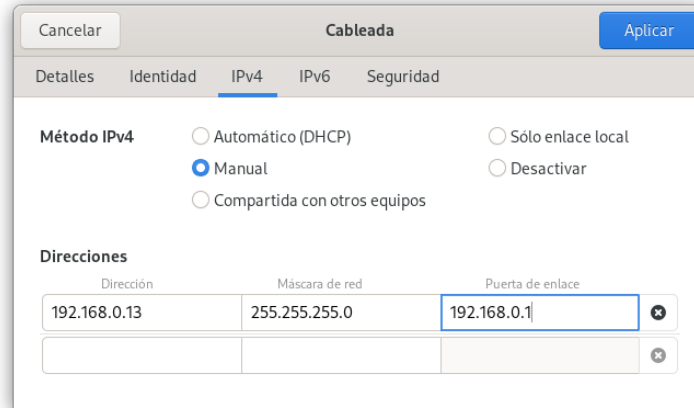 Cancelar Cableada Aplicar
Detalles Identidad IPv4 IPv6 Seguridad
Método IPv4 Automático (DHCP) Sólo enlace local
Manual Desactivar
Compartida con otros equipos
Direcciones
Dirección Máscara de red Puerta de enlace
192.168.0.13 255.255.255.0 192.168.0.1